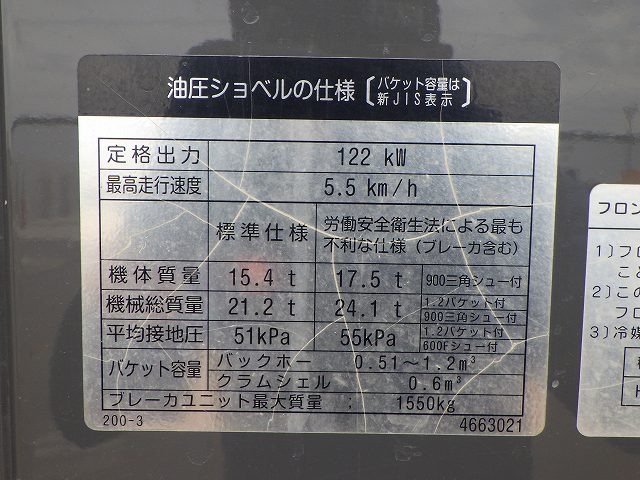 油圧ショベルの仕様〔バケット容量は
新JIS表示〕
定格出力 122 kW
最高走行速度 5.5 km/h
標準仕様 労働安全衛生法による最も
不利な仕様（ブレーカ含む）
機体質量 15.4 t 17.5 t 900三角シュー付
機械総質量 21.2 t 24.1 t 1.2バケット付
900三角シュー付
平均接地圧 51kPa 55kPa 1.2バケット付
600Fシュー付
バケット容量 バックホー 0.51～1.2m³
クラムシェル 0.6m³
ブレーカユニット最大質量 ; 1550kg
200-3 4663021
フロン
1)フロ
こと
2)この
フロ
3)冷媒